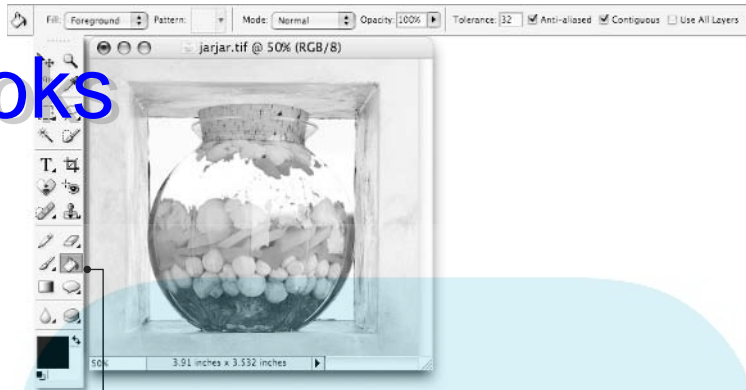 Fill: Foreground Pattern: Mode: Normal Opacity: 100% Tolerance: 32 Anti-aliased Contiguous Use All Layers
jarjar.tif @ 50% (RGB/8)
oks
T
50% 3.91 inches x 3.532 inches